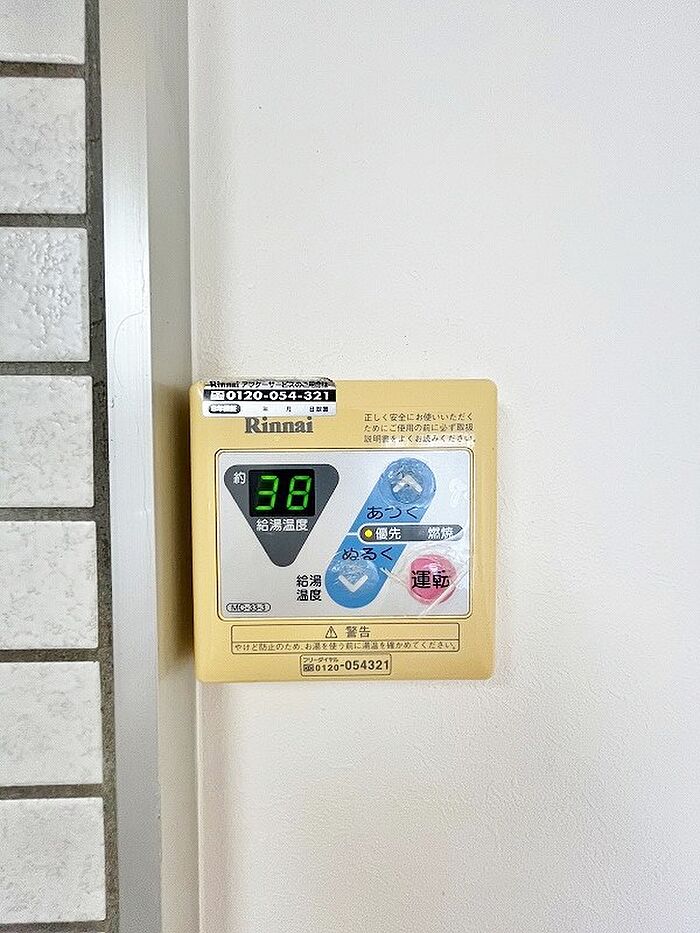 Rinnai アフターサービスのご用命は
0120-054-321
年 月 日設置
Rinnai
正しく安全にお使いいただく
ためにご使用の前に必ず取扱
説明書をよくお読みください。
約 38
給湯温度
あつく
優先 燃焼
ぬるく
給湯
温度
運転
MC-33-3
⚠ 警告
やけど防止のため、お湯を使う前に湯温を確かめてください。
フリーダイヤル
0120-054321